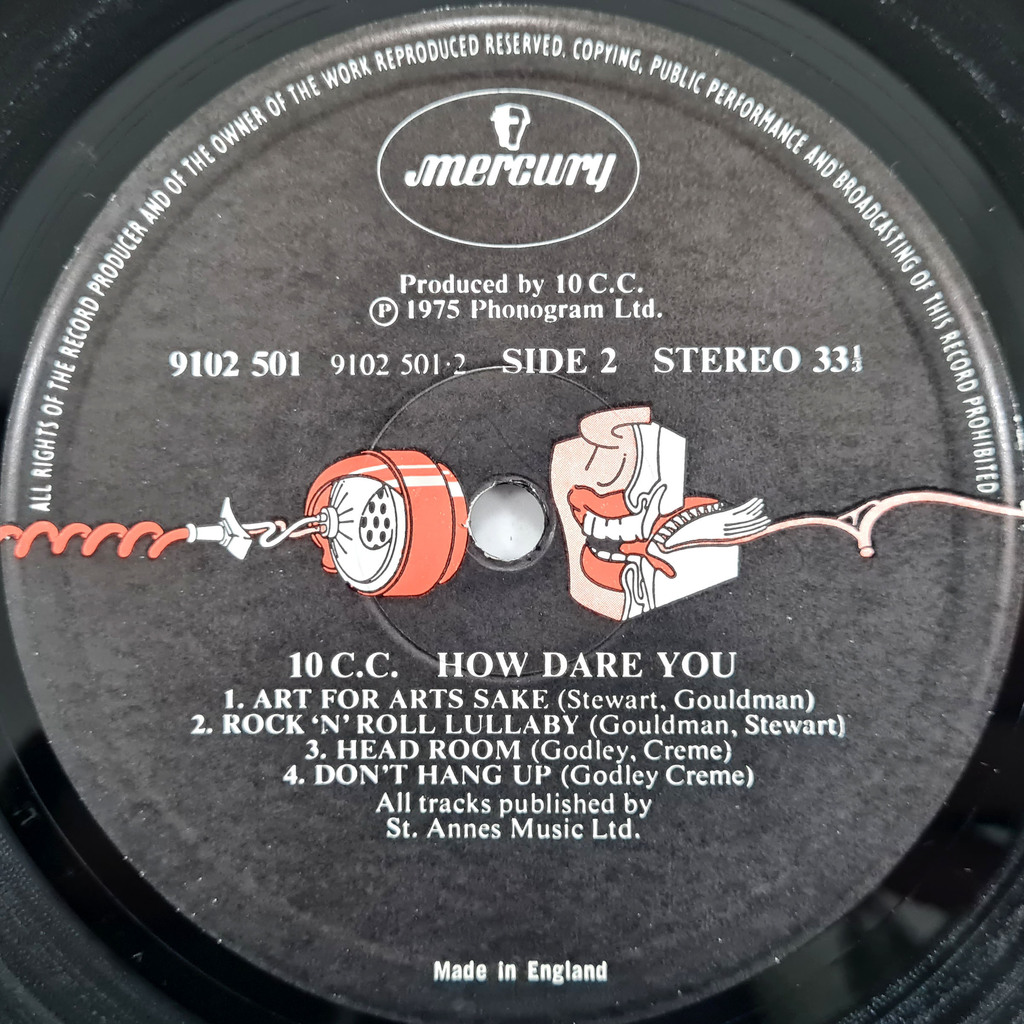 ALL RIGHTS OF THE RECORD PRODUCER AND OF THE OWNER OF THE WORK REPRODUCED RESERVED. COPYING, PUBLIC PERFORMANCE AND BROADCASTING OF THIS RECORD PROHIBITED
mercury
Produced by 10 C.C.
℗ 1975 Phonogram Ltd.
9102 501 9102 501·2 SIDE 2 STEREO 33⅓
10 C.C. HOW DARE YOU
1. ART FOR ARTS SAKE (Stewart, Gouldman)
2. ROCK ‘N’ ROLL LULLABY (Gouldman, Stewart)
3. HEAD ROOM (Godley, Creme)
4. DON’T HANG UP (Godley Creme)
All tracks published by
St. Annes Music Ltd.
Made in England